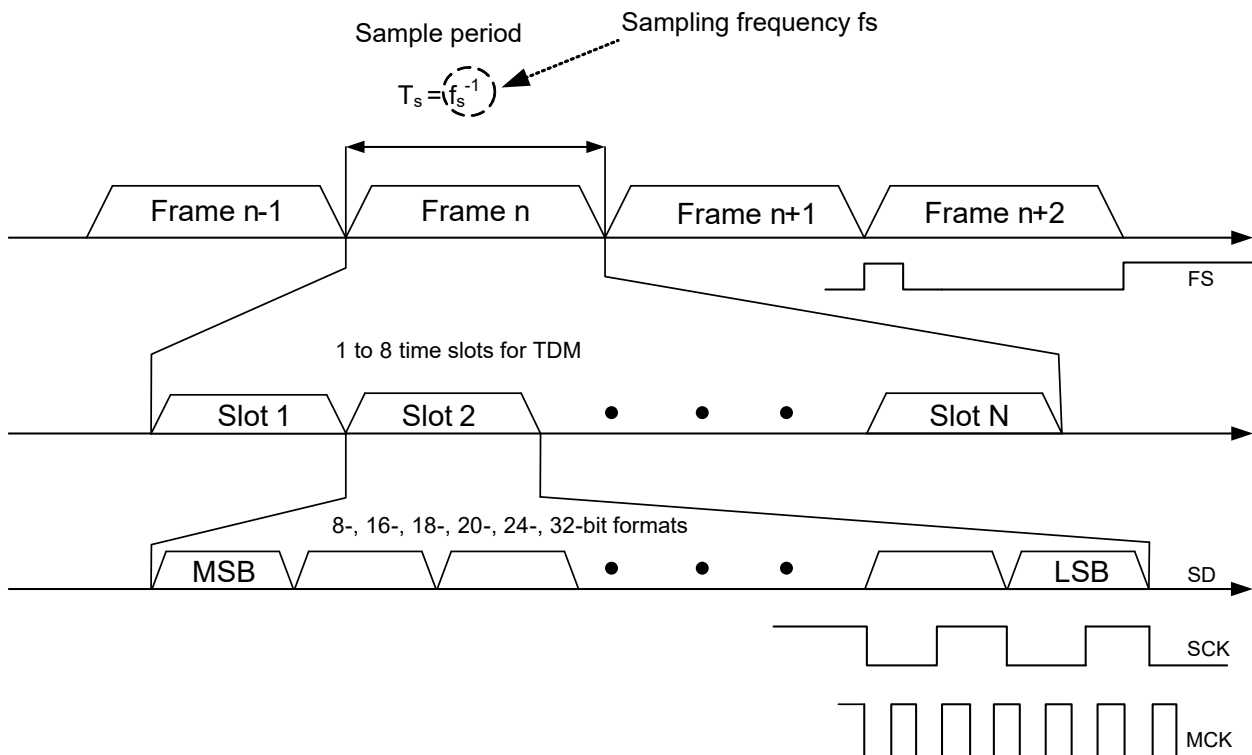 Sample period
Sampling frequency fs
Tₛ = fₛ⁻¹
Frame n-1
Frame n
Frame n+1
Frame n+2
FS
1 to 8 time slots for TDM
Slot 1
Slot 2
Slot N
8-, 16-, 18-, 20-, 24-, 32-bit formats
MSB
LSB
SD
SCK
MCK